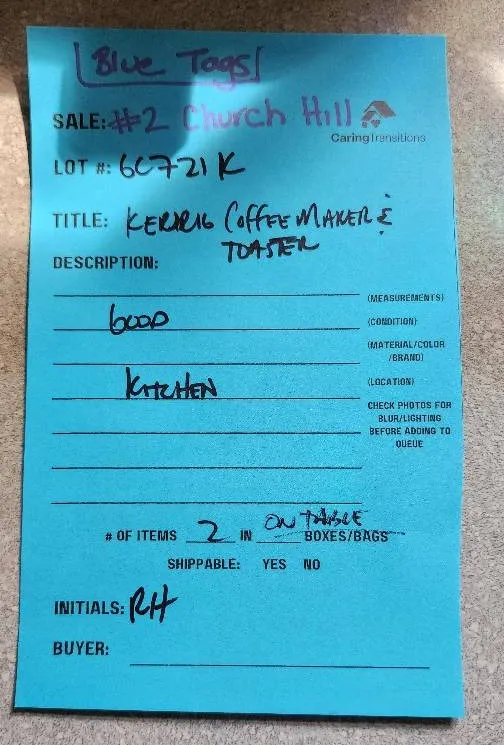 Blue Tags
SALE: #2 Church Hill
CaringTransitions
LOT #: 6C721K
TITLE: KEURIG COFFEE MAKER &
TOASTER
DESCRIPTION:
(MEASUREMENTS)
GOOD (CONDITION)
(MATERIAL/COLOR
/BRAND)
KITCHEN (LOCATION)
CHECK PHOTOS FOR
BLUR/LIGHTING
BEFORE ADDING TO
QUEUE
ON TABLE
# OF ITEMS 2 IN BOXES/BAGS
SHIPPABLE: YES NO
INITIALS: RH
BUYER: